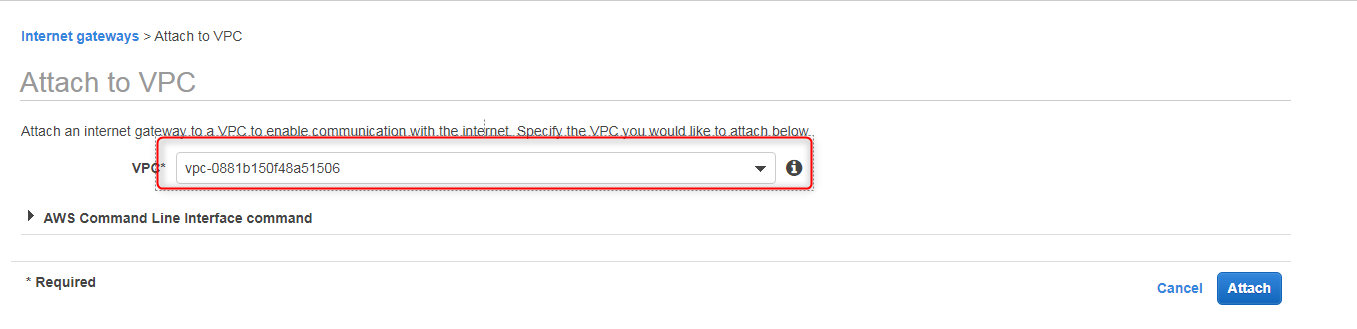 Internet gateways > Attach to VPC
Attach to VPC
Attach an internet gateway to a VPC to enable communication with the internet. Specify the VPC you would like to attach below.
VPC* vpc-0881b150f48a51506
AWS Command Line Interface command
* Required
Cancel Attach